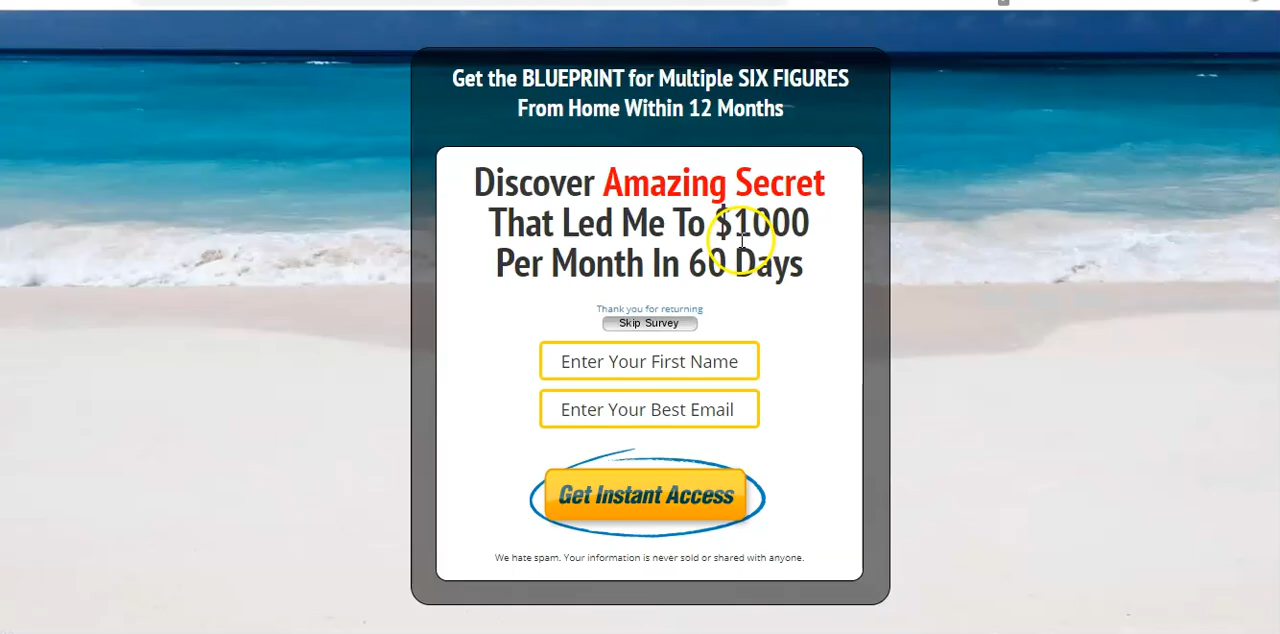 Get the BLUEPRINT for Multiple SIX FIGURES
From Home Within 12 Months
Discover Amazing Secret
That Led Me To $1000
Per Month In 60 Days
Thank you for returning
Skip Survey
Enter Your First Name
Enter Your Best Email
Get Instant Access
We hate spam. Your information is never sold or shared with anyone.